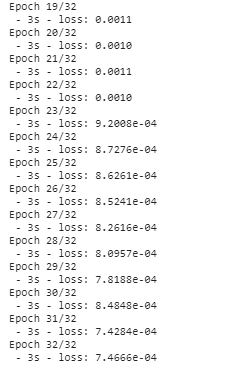 Epoch 19/32
- 3s - loss: 0.0011
Epoch 20/32
- 3s - loss: 0.0010
Epoch 21/32
- 3s - loss: 0.0011
Epoch 22/32
- 3s - loss: 0.0010
Epoch 23/32
- 3s - loss: 9.2008e-04
Epoch 24/32
- 3s - loss: 8.7276e-04
Epoch 25/32
- 3s - loss: 8.6261e-04
Epoch 26/32
- 3s - loss: 8.5241e-04
Epoch 27/32
- 3s - loss: 8.2616e-04
Epoch 28/32
- 3s - loss: 8.0957e-04
Epoch 29/32
- 3s - loss: 7.8188e-04
Epoch 30/32
- 3s - loss: 8.4848e-04
Epoch 31/32
- 3s - loss: 7.4284e-04
Epoch 32/32
- 3s - loss: 7.4666e-04